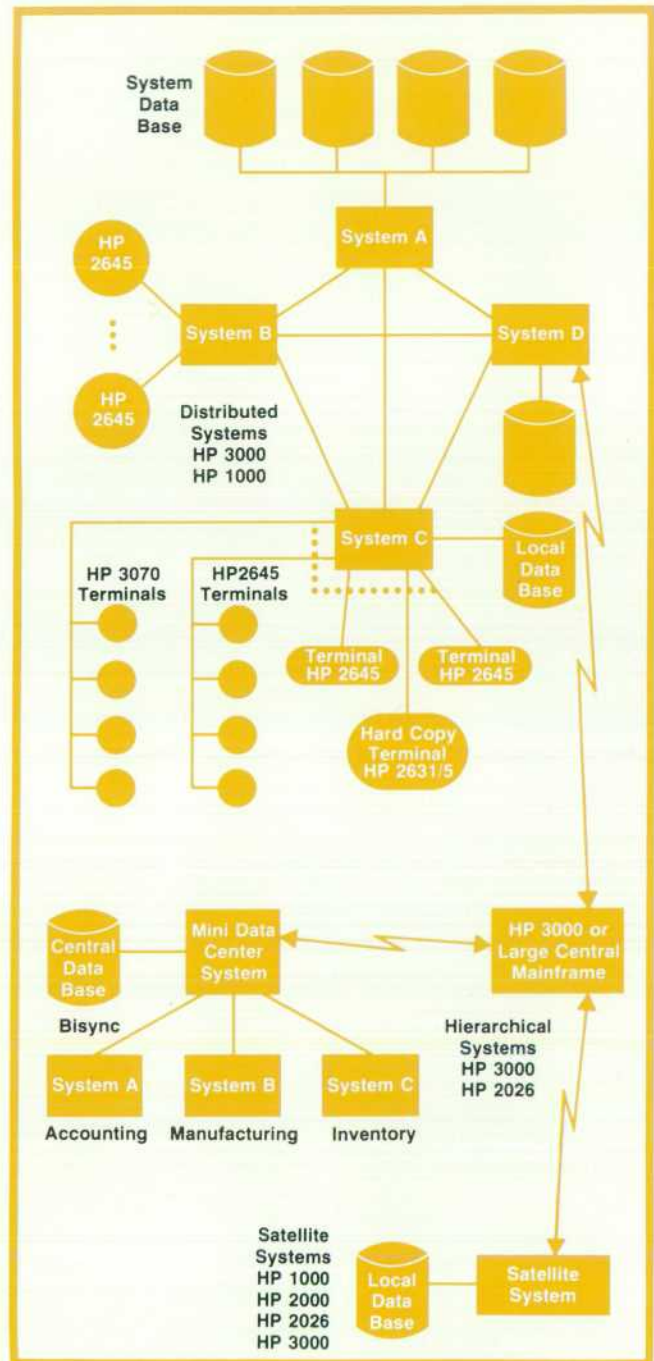 System
Data
Base
System A
HP
2645
System B
System D
HP
2645
Distributed
Systems
HP 3000
HP 1000
System C
Local
Data
Base
HP 3070
Terminals
HP2645
Terminals
Terminal
HP 2645
Terminal
HP 2645
Hard Copy
Terminal
HP 2631/5
Central
Data
Base
Mini Data
Center
System
HP 3000 or
Large Central
Mainframe
Bisync
Hierarchical
Systems
HP 3000
HP 2026
System A
System B
System C
Accounting
Manufacturing
Inventory
Satellite
Systems
HP 1000
HP 2000
HP 2026
HP 3000
Local
Data
Base
Satellite
System